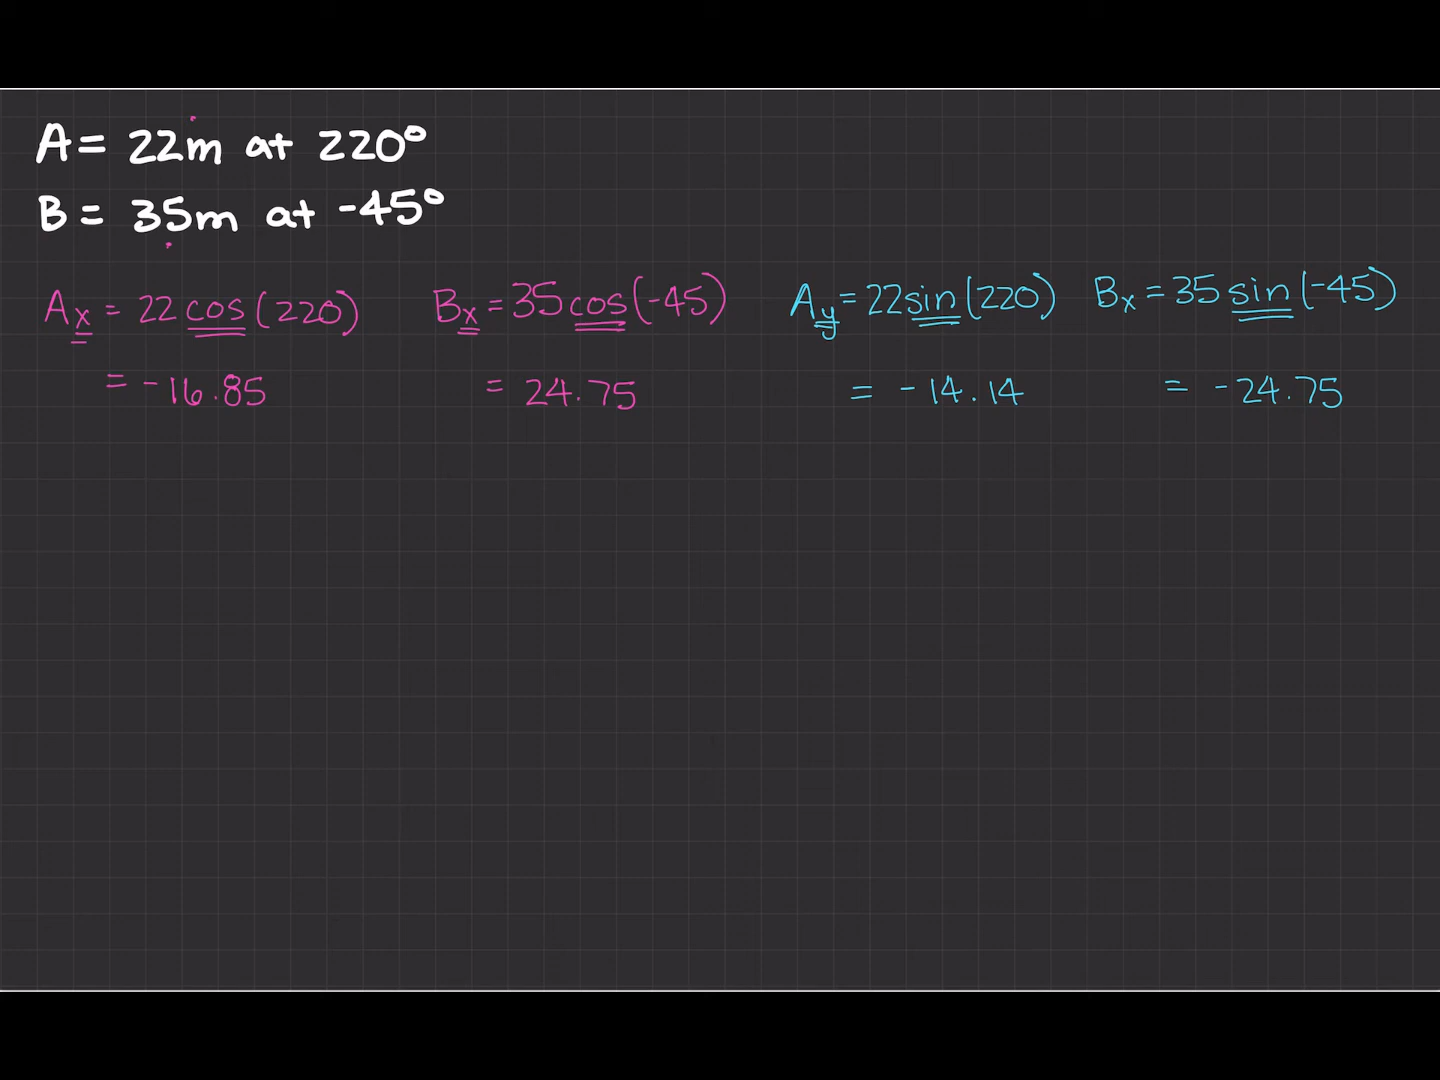 A = 22m at 220°
B = 35m at -45°
Ax = 22cos(220) Bx = 35cos(-45) Ay = 22sin(220) Bx = 35sin(-45)
= -16.85 = 24.75 = -14.14 = -24.75